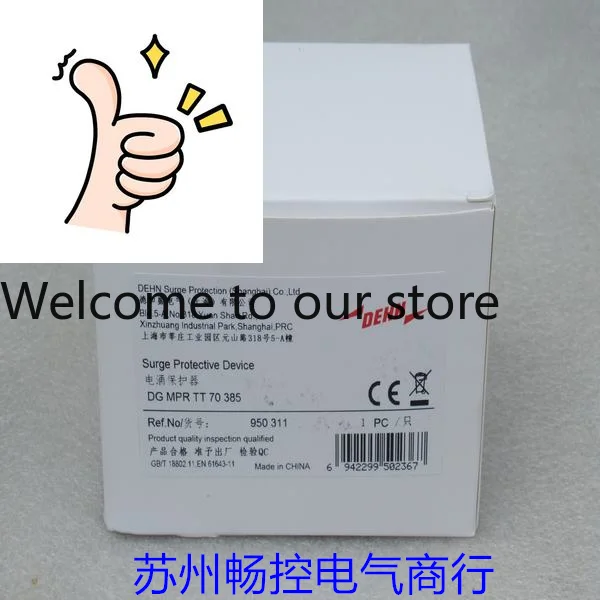 DEHN Surge Protection (Shanghai) Co.,Ltd
Welcome to our store
DEHN
Xinzhuang Industrial Park,Shanghai,PRC
上海市莘庄工业园区元山路318号5-A幢
Surge Protective Device
电涌保护器
DG MPR TT 70 385
Ref.No/货号: 950 311 1 PC/只
Product quality inspection qualified
产品合格 准予出厂 检验QC
GB/T 18802.11,EN 61643-11 Made in CHINA
6 942299 502367
苏州畅控电气商行